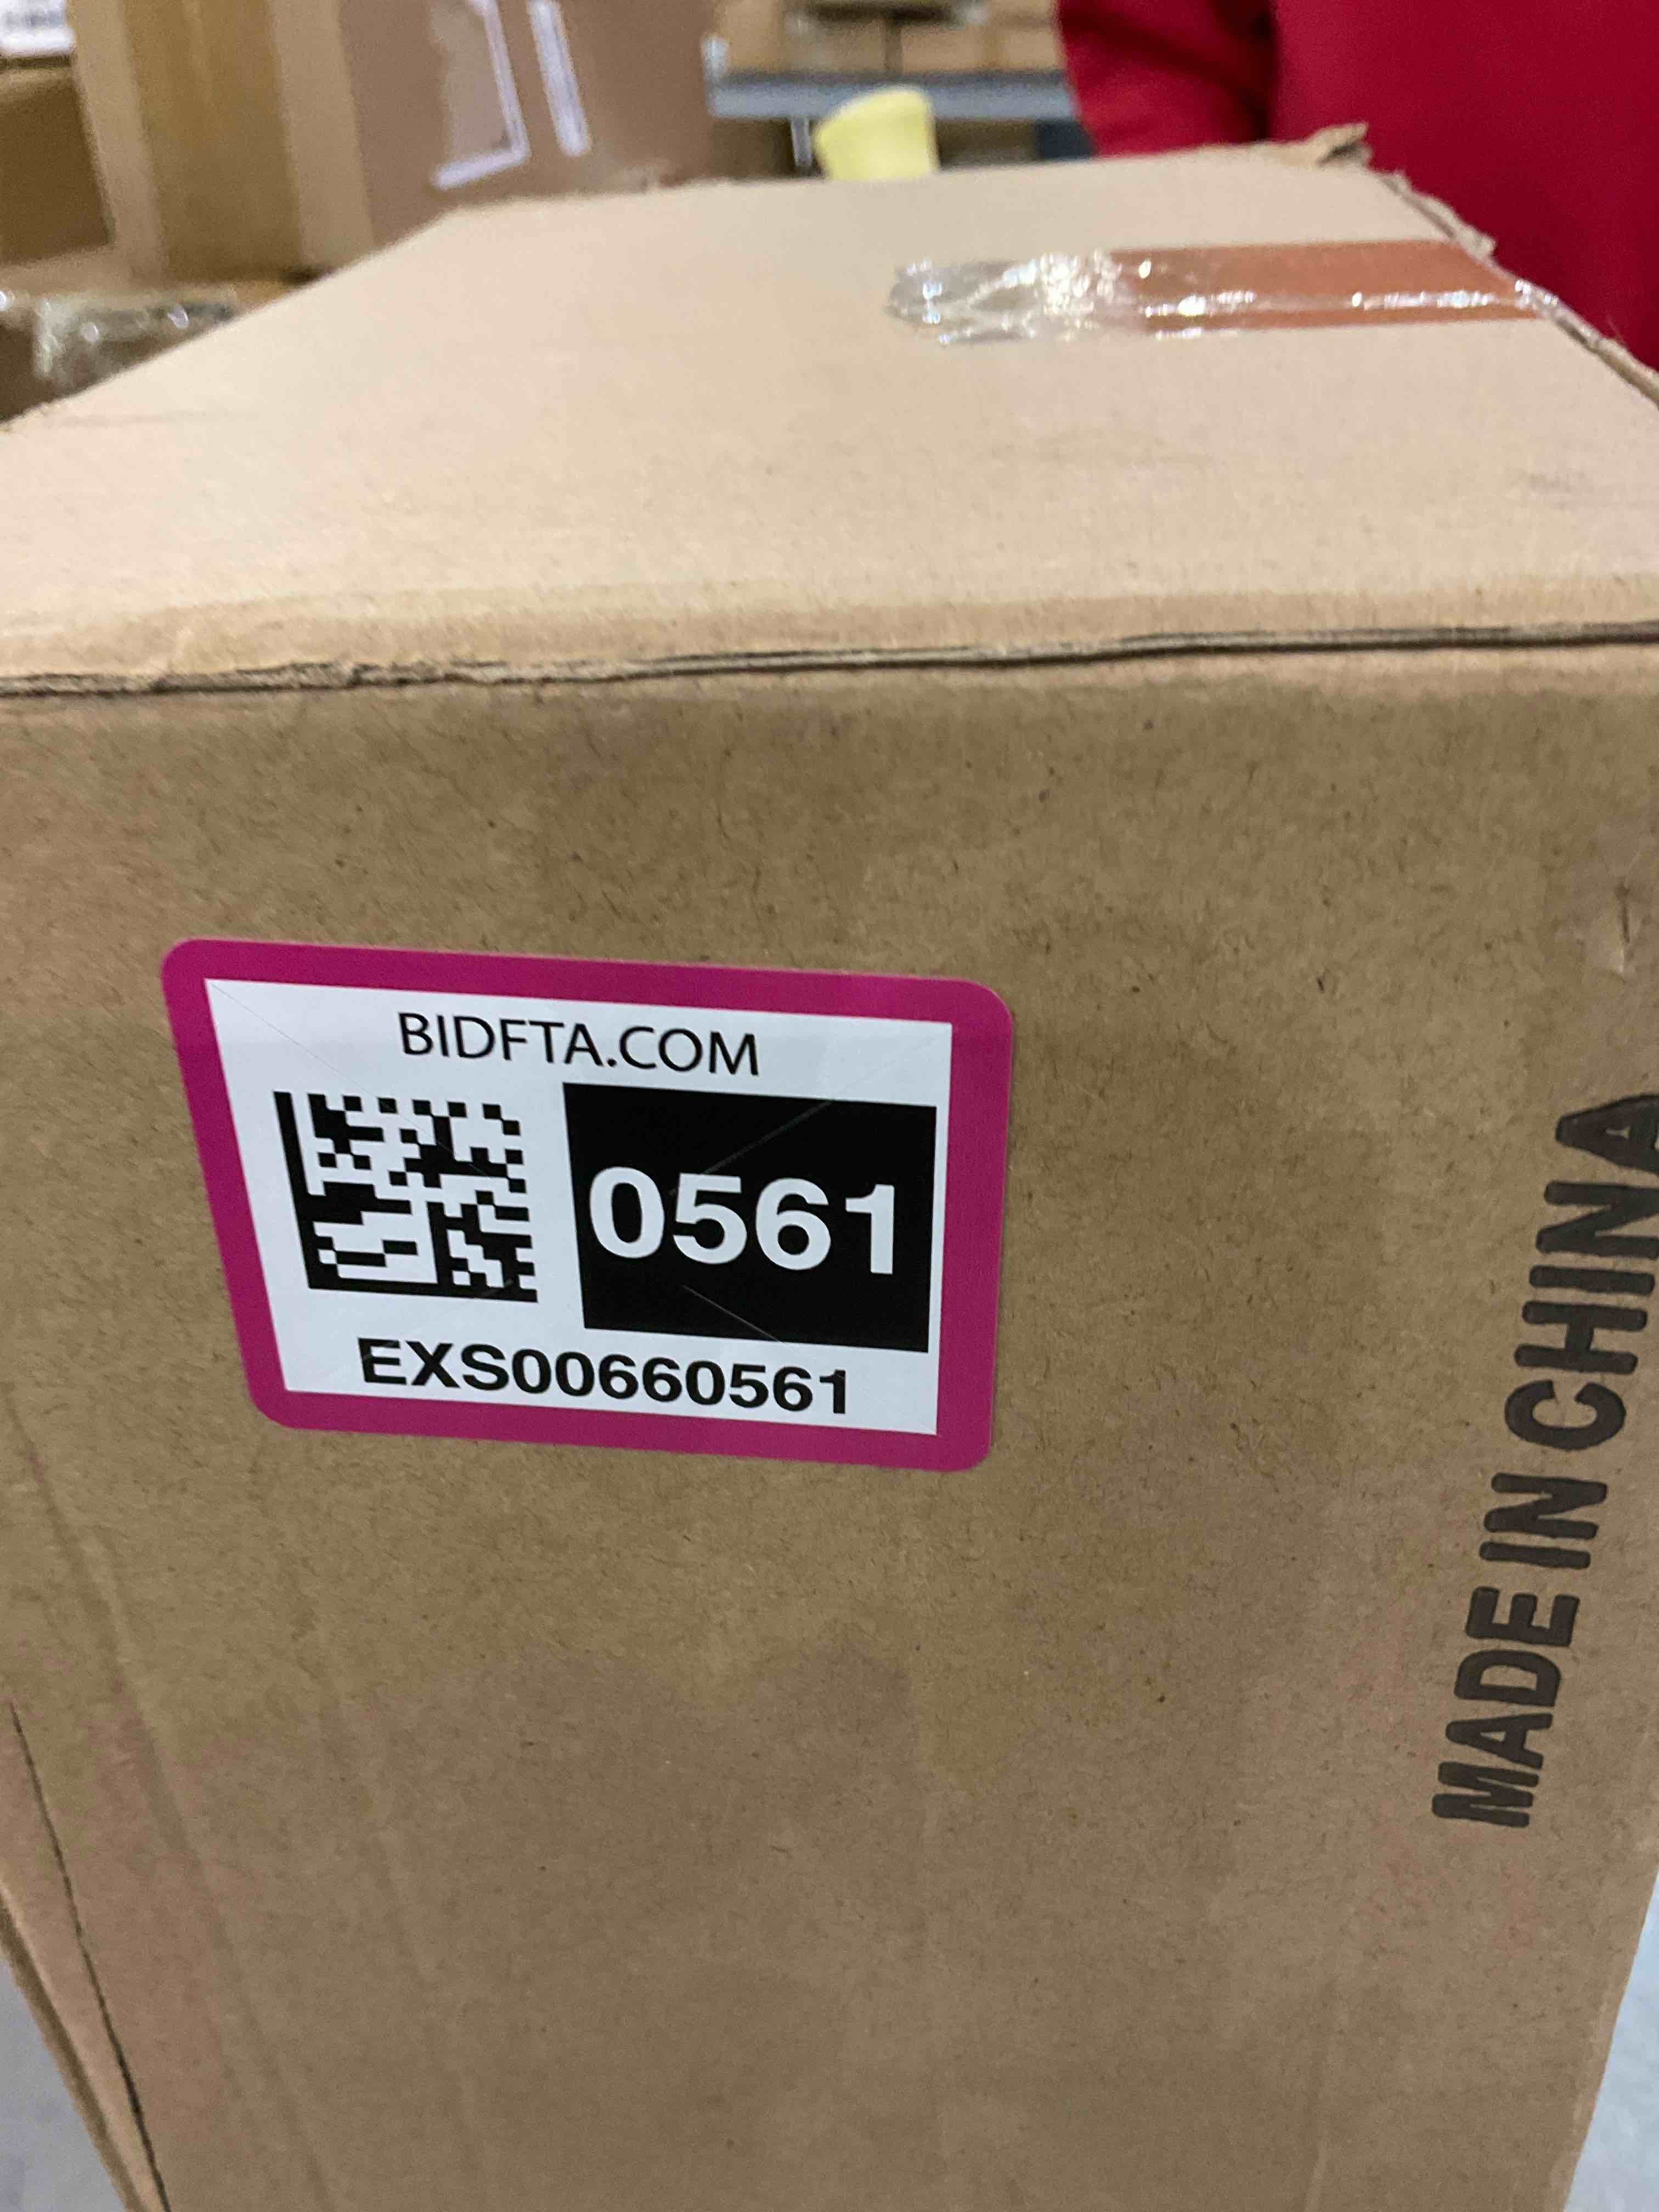 BIDFTA.COM
0561
EXS00660561
MADE IN CHINA